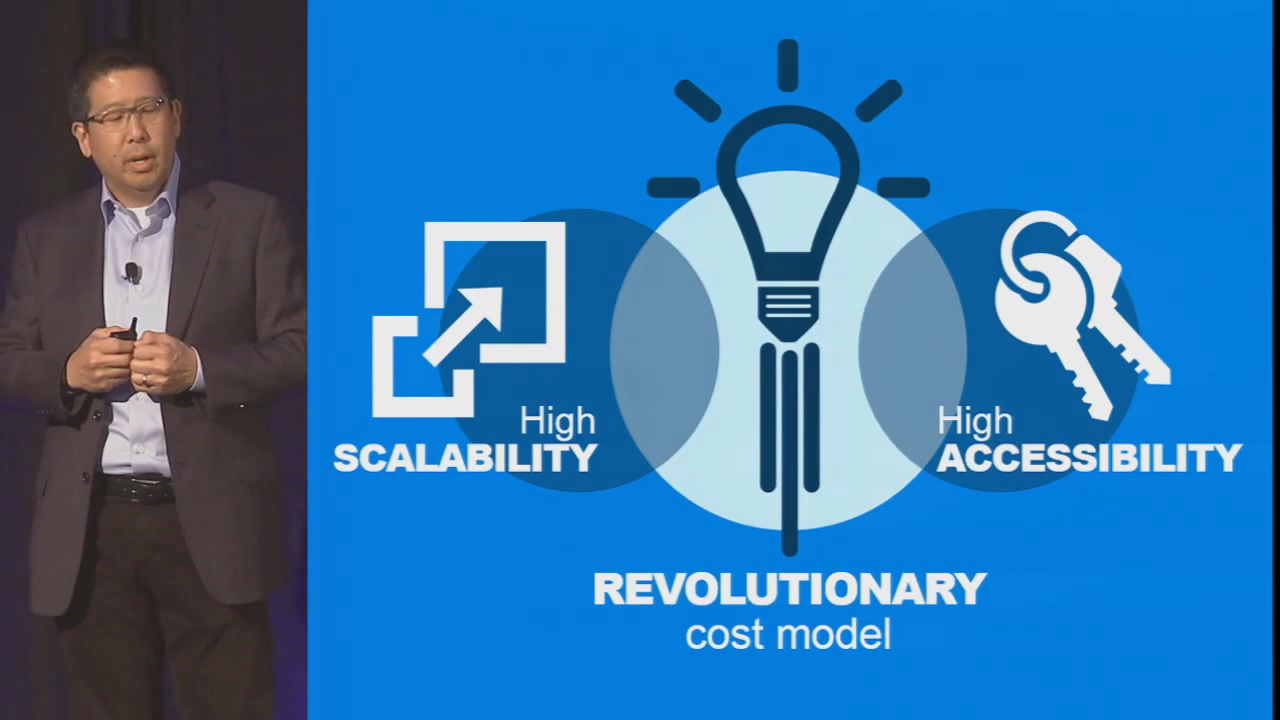 High
SCALABILITY
High
ACCESSIBILITY
REVOLUTIONARY
cost model